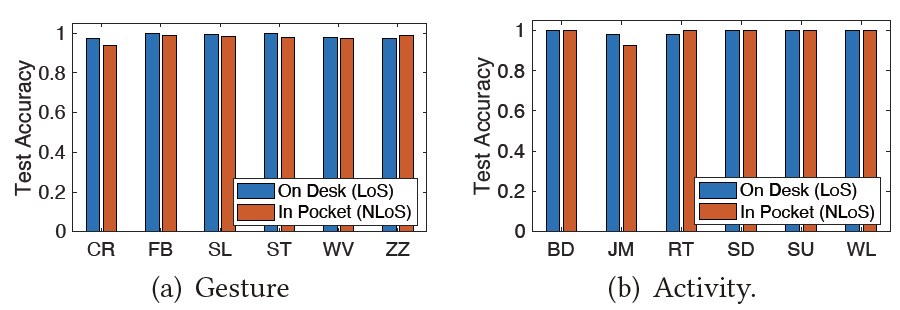 Test Accuracy
1
0.8
0.6
0.4
0.2
0
On Desk (LoS)
In Pocket (NLoS)
CR FB SL ST WV ZZ
(a) Gesture
Test Accuracy
1
0.8
0.6
0.4
0.2
0
On Desk (LoS)
In Pocket (NLoS)
BD JM RT SD SU WL
(b) Activity.